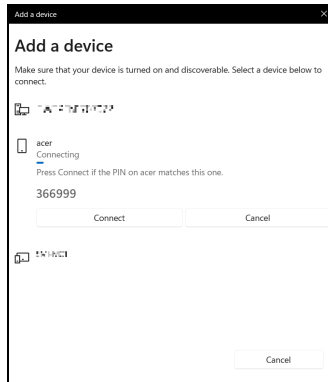 Add a device
Add a device
Make sure that your device is turned on and discoverable. Select a device below to
connect.
acer
Connecting
Press Connect if the PIN on acer matches this one.
366999
Connect Cancel
Cancel